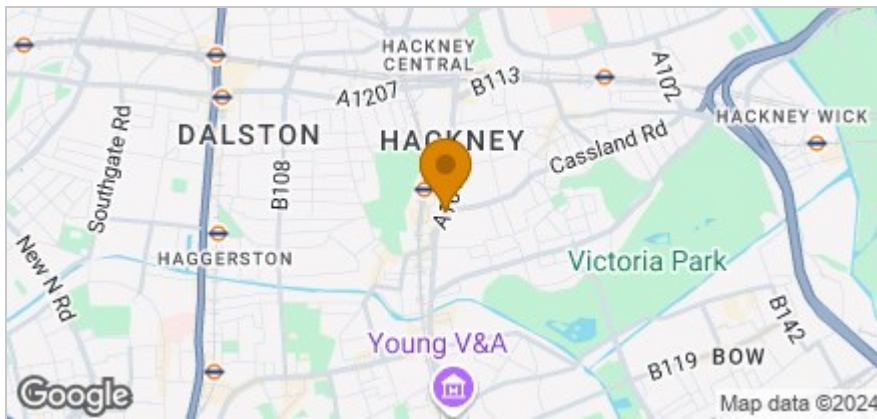 HACKNEY
CENTRAL
A102
B113
A1207
HACKNEY WICK
DALSTON
HACKNEY
Southgate Rd
Cassland Rd
B108
HAGGERSTON
New N Rd
Victoria Park
B142
Young V&A
B119
BOW
Google
Map data ©2024